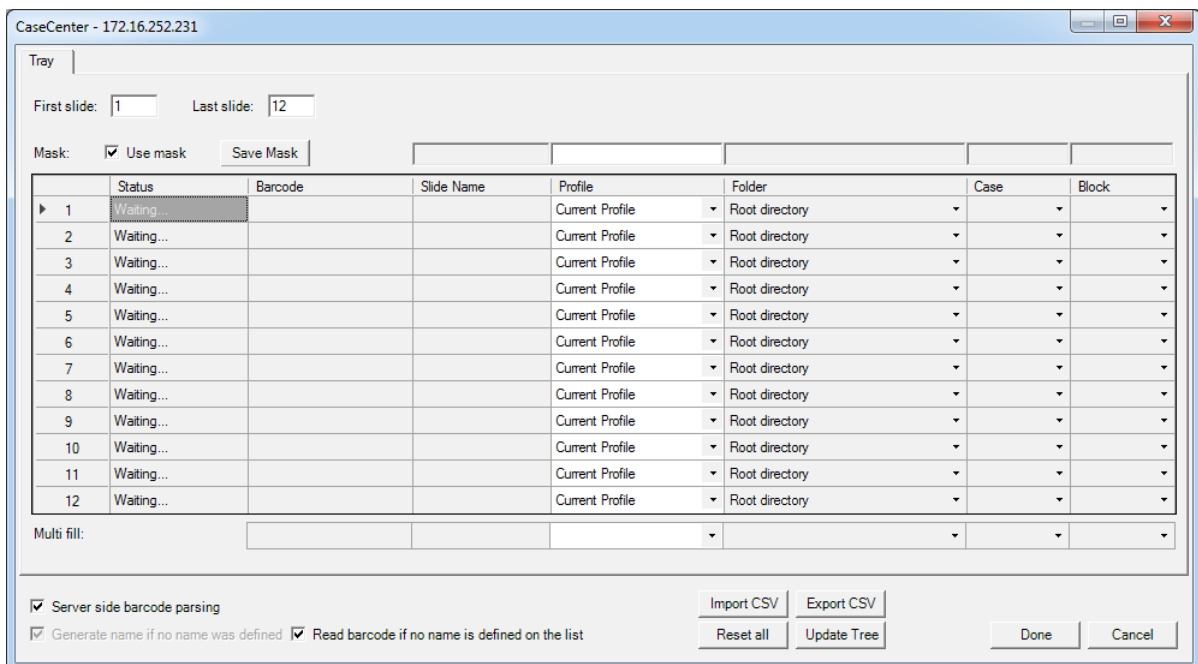 CaseCenter - 172.16.252.231
Tray
First slide: 1 Last slide: 12
Mask: Use mask Save Mask
Status Barcode Slide Name Profile Folder Case Block
1 Waiting... Current Profile Root directory
2 Waiting... Current Profile Root directory
3 Waiting... Current Profile Root directory
4 Waiting... Current Profile Root directory
5 Waiting... Current Profile Root directory
6 Waiting... Current Profile Root directory
7 Waiting... Current Profile Root directory
8 Waiting... Current Profile Root directory
9 Waiting... Current Profile Root directory
10 Waiting... Current Profile Root directory
11 Waiting... Current Profile Root directory
12 Waiting... Current Profile Root directory
Multi fill:
Server side barcode parsing Import CSV Export CSV
Generate name if no name was defined Read barcode if no name is defined on the list Reset all Update Tree Done Cancel